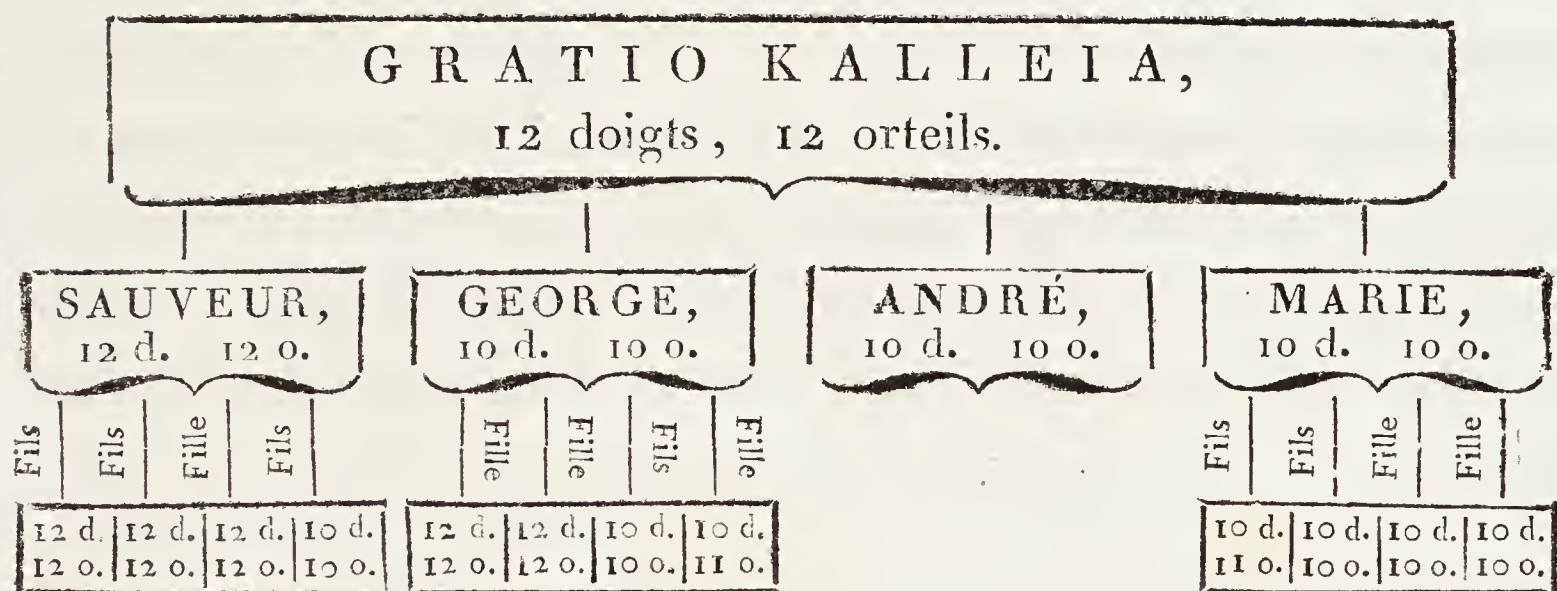 GRATIO KALLEIA,
12 doigts, 12 orteils.
SAUVEUR,
12 d. 12 o.
GEORGE,
10 d. 10 o.
ANDRÉ,
10 d. 10 o.
MARIE,
10 d. 10 o.
Fils Fils Fille Fils
Fille Fille Fils Fille
Fils Fils Fille Fille
12 d. 12 d. 12 d. 10 d.
12 o. 12 o. 12 o. 10 o.
12 d. 12 d. 10 d. 10 d.
12 o. 12 o. 10 o. 11 o.
10 d. 10 d. 10 d. 10 d.
11 o. 10 o. 10 o. 10 o.